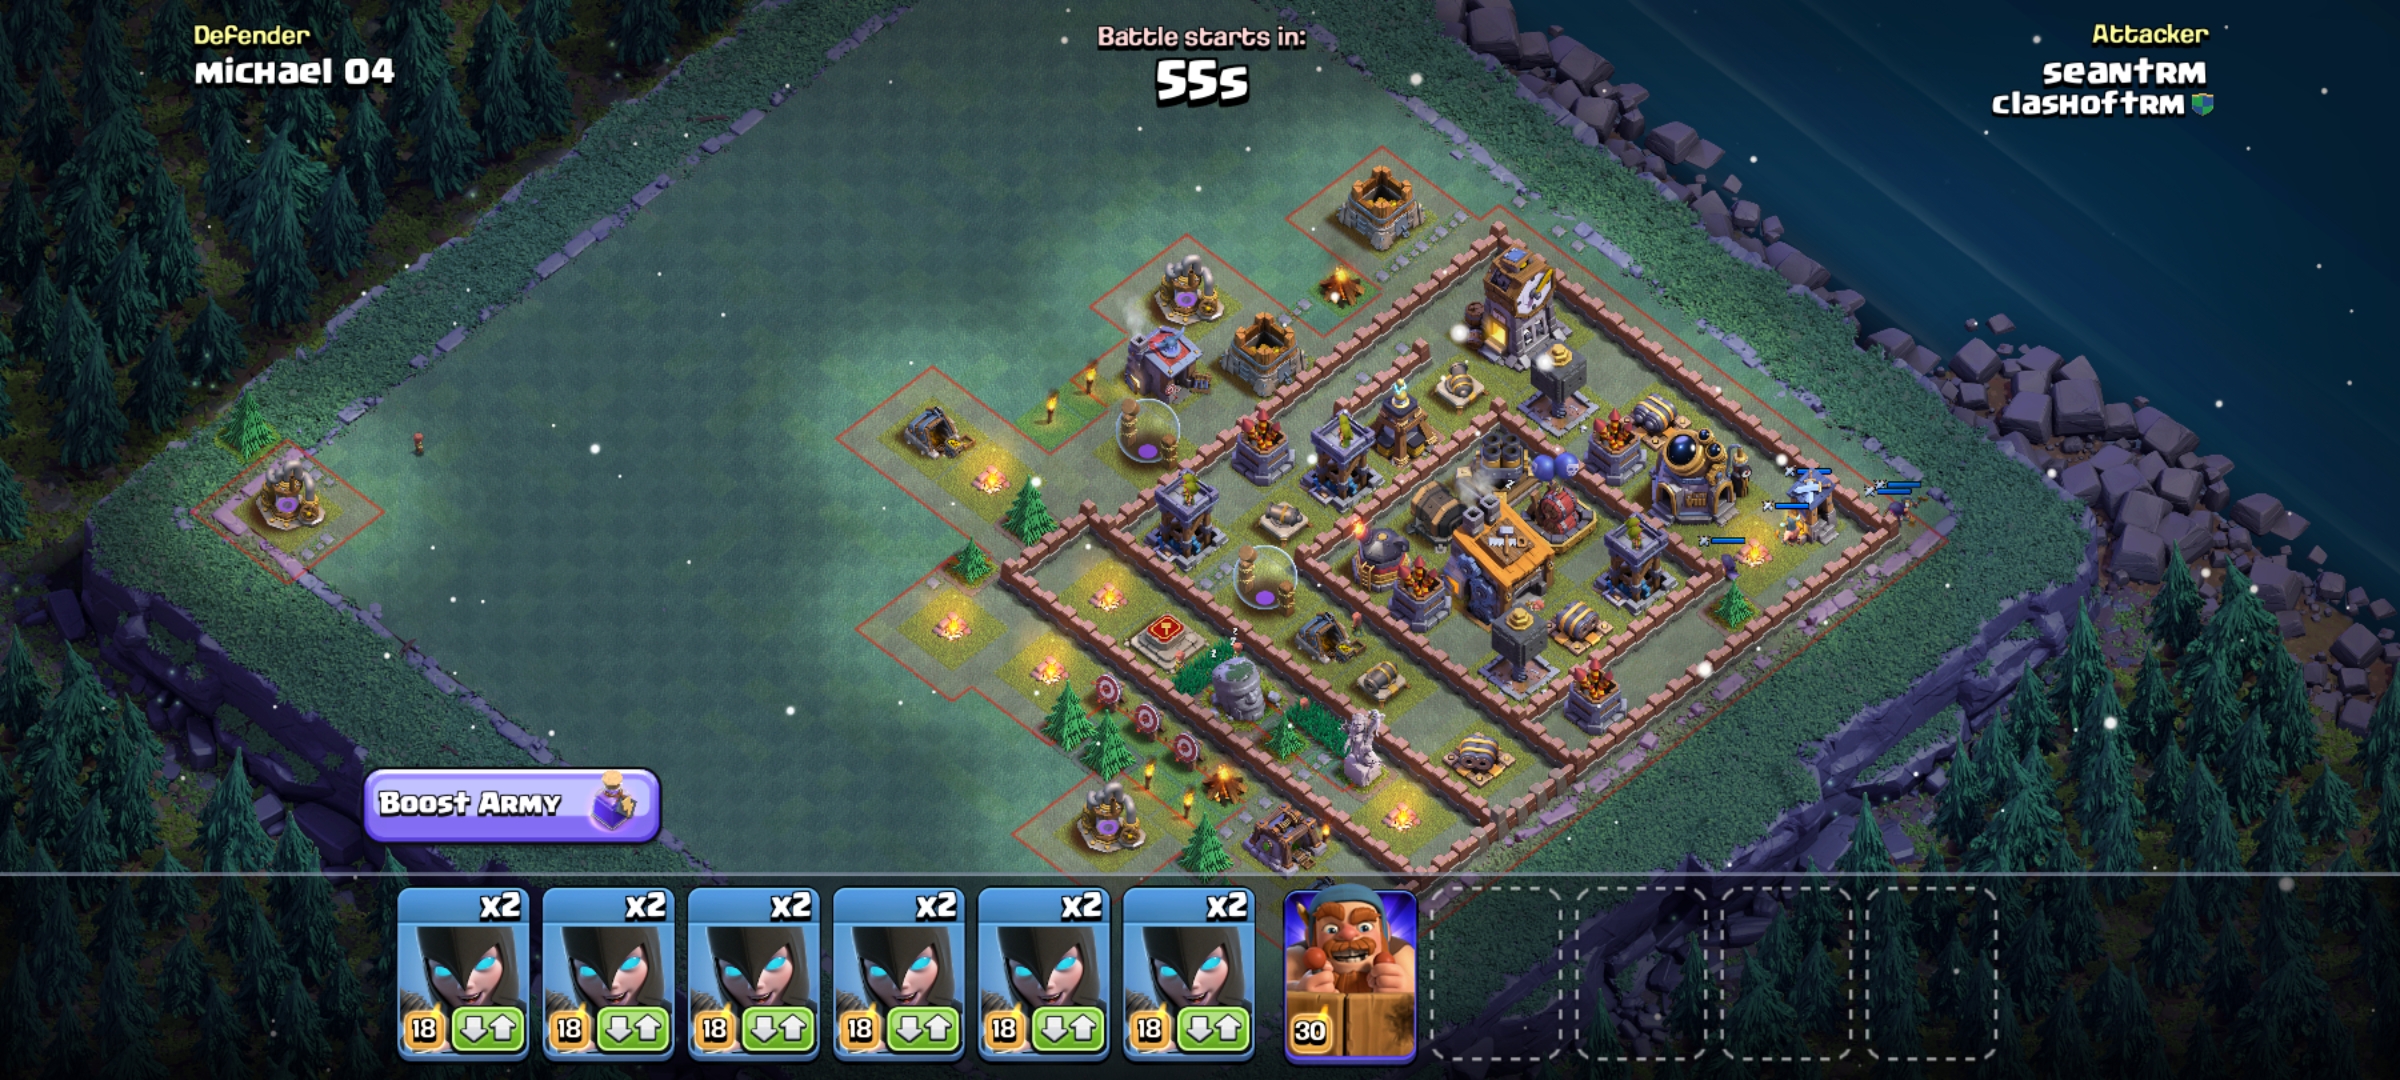 Defender
Michael 04
Battle starts in:
55s
Attacker
seantRM
clashoftRM
Boost Army
x2
x2
x2
x2
x2
x2
18
18
18
18
18
18
30